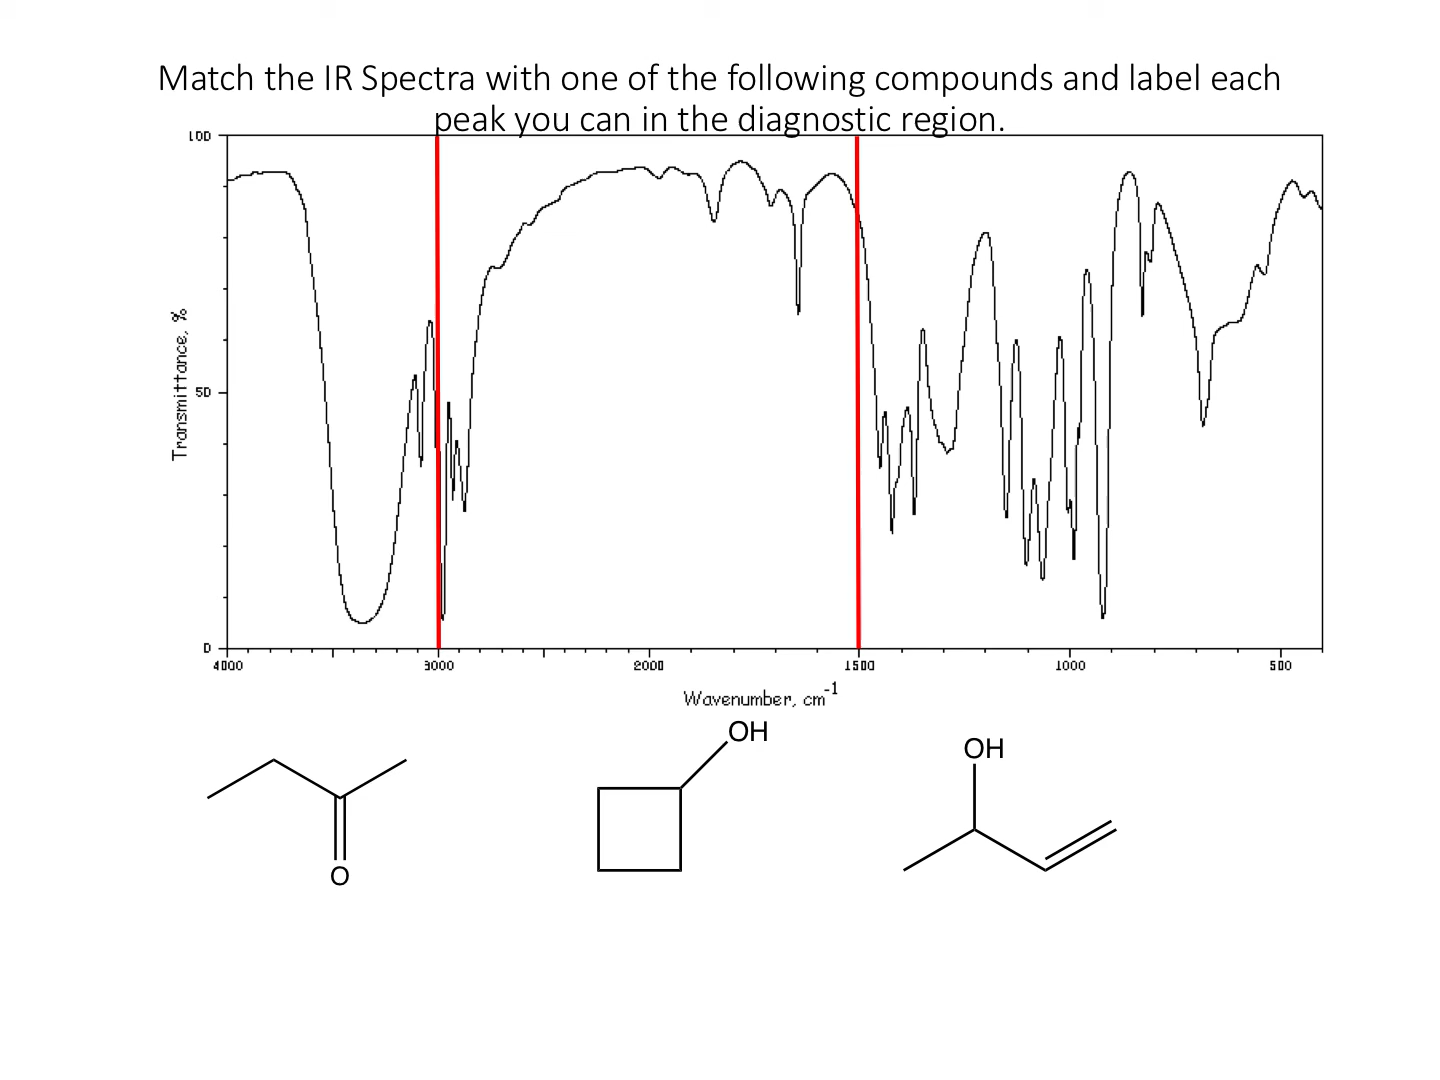 Match the IR Spectra with one of the following compounds and label each
peak you can in the diagnostic region.
100
50
0
Transmittance, %
4000 3000 2000 1500 1000 500
Wavenumber, cm-1
OH
OH
O